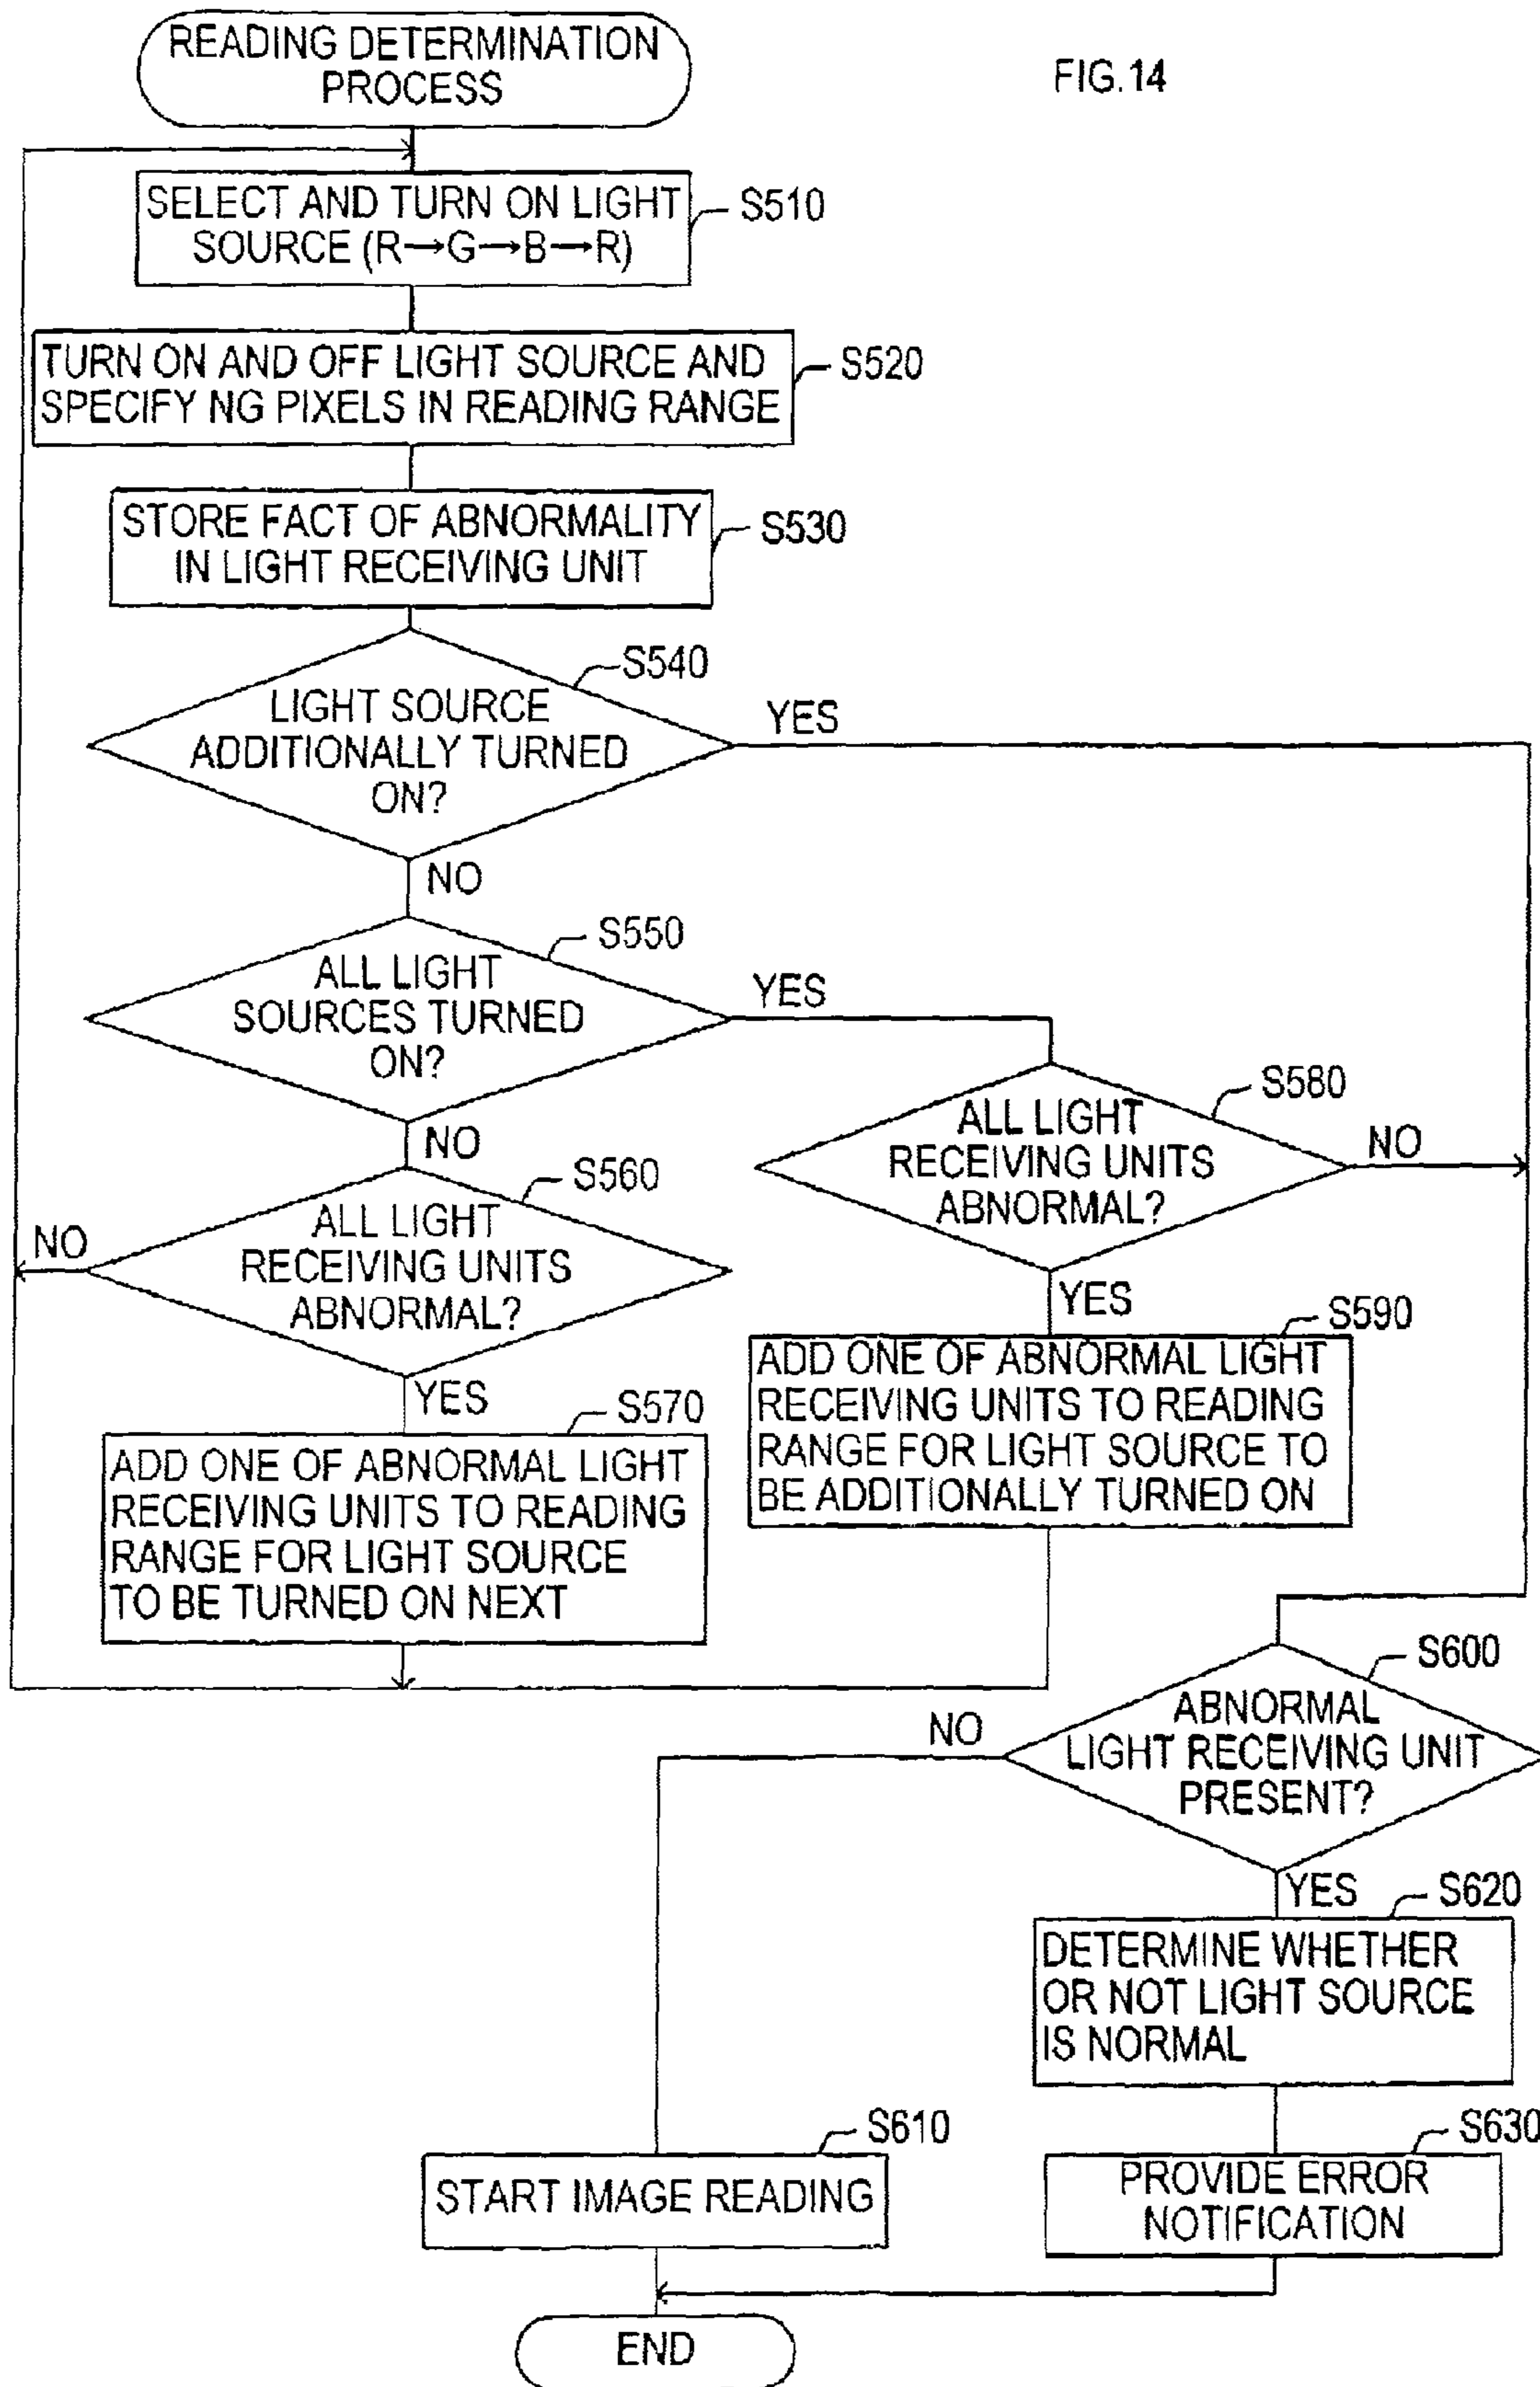 READING DETERMINATION
PROCESS
FIG.14
SELECT AND TURN ON LIGHT
SOURCE (R→G→B→R)
S510
TURN ON AND OFF LIGHT SOURCE AND
SPECIFY NG PIXELS IN READING RANGE
S520
STORE FACT OF ABNORMALITY
IN LIGHT RECEIVING UNIT
S530
S540
LIGHT SOURCE
ADDITIONALLY TURNED
ON?
YES
NO
S550
ALL LIGHT
SOURCES TURNED
ON?
YES
NO
S580
ALL LIGHT
RECEIVING UNITS
ABNORMAL?
NO
YES
S560
ALL LIGHT
RECEIVING UNITS
ABNORMAL?
NO
YES
S570
ADD ONE OF ABNORMAL LIGHT
RECEIVING UNITS TO READING
RANGE FOR LIGHT SOURCE
TO BE TURNED ON NEXT
S590
ADD ONE OF ABNORMAL LIGHT
RECEIVING UNITS TO READING
RANGE FOR LIGHT SOURCE TO
BE ADDITIONALLY TURNED ON
S600
ABNORMAL
LIGHT RECEIVING UNIT
PRESENT?
NO
YES
S620
DETERMINE WHETHER
OR NOT LIGHT SOURCE
IS NORMAL
S610
START IMAGE READING
S630
PROVIDE ERROR
NOTIFICATION
END